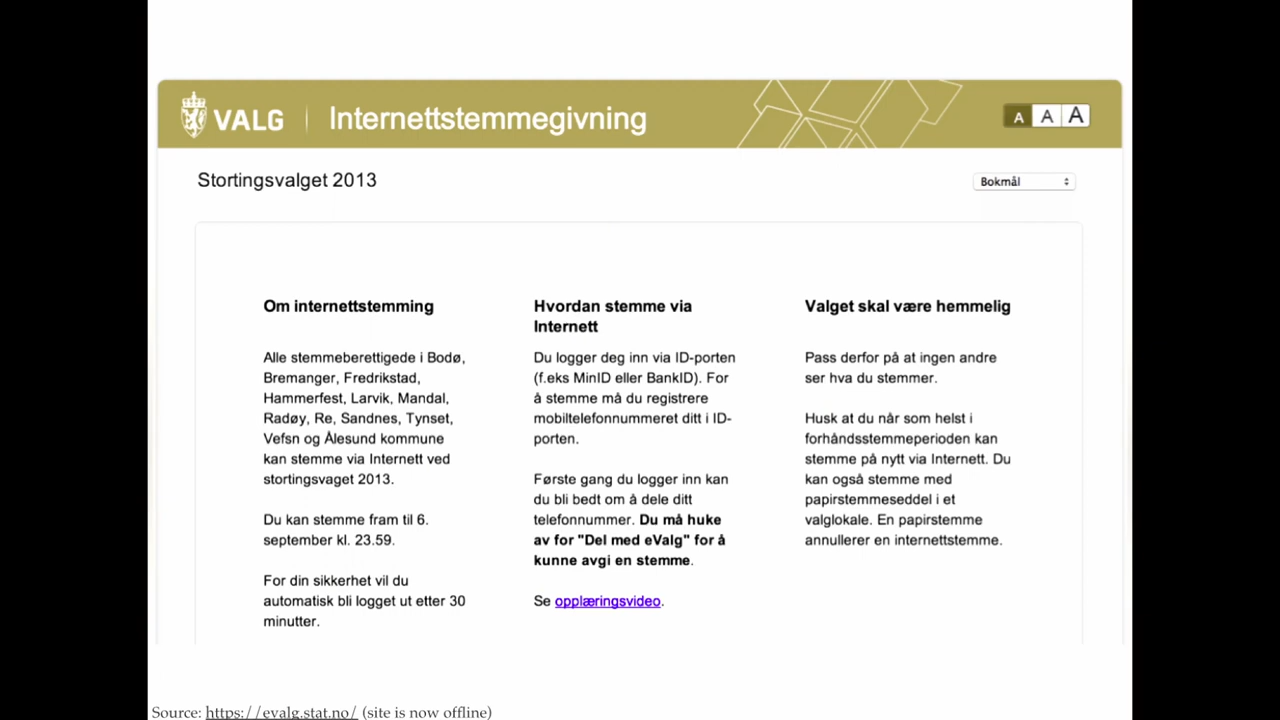 VALG
Internettstemmegivning
A A A
Stortingsvalget 2013
Bokmål
Om internettstemming
Alle stemmeberettigede i Bodø,
Bremanger, Fredrikstad,
Hammerfest, Larvik, Mandal,
Radøy, Re, Sandnes, Tynset,
Vefsn og Ålesund kommune
kan stemme via Internett ved
stortingsvaget 2013.
Du kan stemme fram til 6.
september kl. 23.59.
For din sikkerhet vil du
automatisk bli logget ut etter 30
minutter.
Hvordan stemme via
Internett
Du logger deg inn via ID-porten
(f.eks MinID eller BankID). For
å stemme må du registrere
mobiltelefonnummeret ditt i ID-
porten.
Første gang du logger inn kan
du bli bedt om å dele ditt
telefonnummer. Du må huke
av for "Del med eValg" for å
kunne avgi en stemme.
Se opplæringsvideo.
Valget skal være hemmelig
Pass derfor på at ingen andre
ser hva du stemmer.
Husk at du når som helst i
forhåndsstemmeperioden kan
stemme på nytt via Internett. Du
kan også stemme med
papirstemmeseddel i et
valglokale. En papirstemme
annullerer en internettstemme.
Source: https://evalg.stat.no/ (site is now offline)